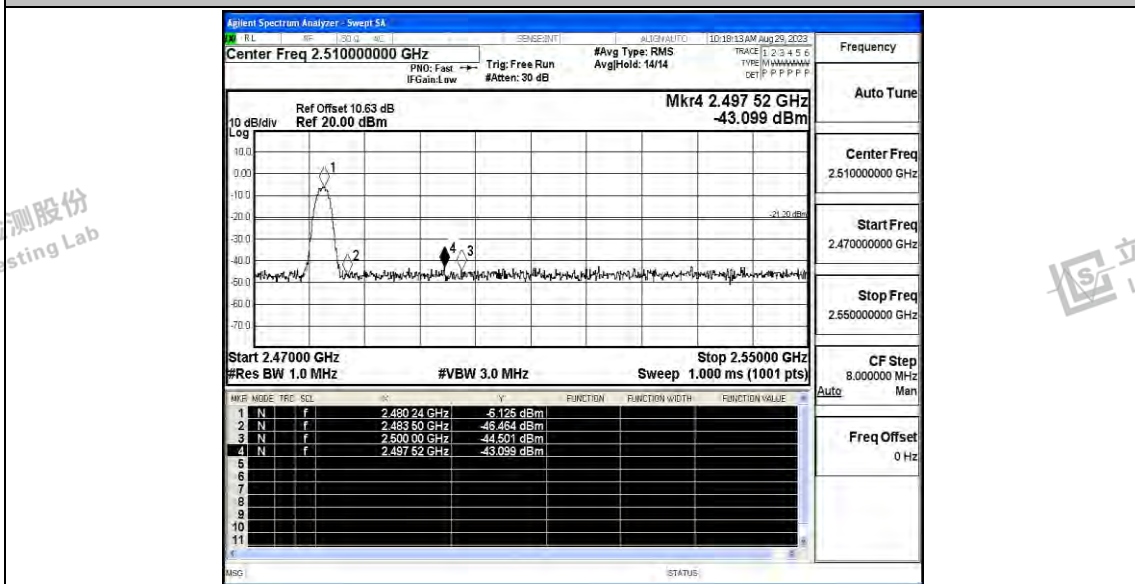 Agilent Spectrum Analyzer - Swept SA
RL RF 50 Ω AC SENSE:INT ALIGNAUTO 10:18:13 AM Aug 29, 2023
Center Freq 2.510000000 GHz
PNO: Fast
IFGain:Low
Trig: Free Run
#Atten: 30 dB
#Avg Type: RMS
Avg|Hold: 14/14
TRACE 1 2 3 4 5 6
TYPE MWWWWW
DET P P P P P P
Ref Offset 10.63 dB
10 dB/div Ref 20.00 dBm
Log
Mkr4 2.497 52 GHz
-43.099 dBm
10.0
0.00
-10.0
-20.0
-30.0
-40.0
-50.0
-60.0
-70.0
1
2
4
3
-21.20 dBm
Start 2.47000 GHz Stop 2.55000 GHz
#Res BW 1.0 MHz #VBW 3.0 MHz Sweep 1.000 ms (1001 pts)
MKR MODE TRC SCL X Y FUNCTION FUNCTION WIDTH FUNCTION VALUE
1 N f 2.480 24 GHz -6.125 dBm
2 N f 2.483 50 GHz -46.464 dBm
3 N f 2.500 00 GHz -44.501 dBm
4 N f 2.497 52 GHz -43.099 dBm
5
6
7
8
9
10
11
MSG STATUS
Frequency
Auto Tune
Center Freq
2.510000000 GHz
Start Freq
2.470000000 GHz
Stop Freq
2.550000000 GHz
CF Step
8.000000 MHz
Auto Man
Freq Offset
0 Hz
测股份
esting Lab
立
LS